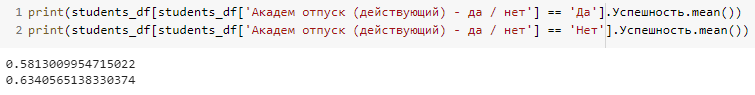 1 print(students_df[students_df['Академ отпуск (действующий) - да / нет'] == 'Да'].Успешность.mean())
2 print(students_df[students_df['Академ отпуск (действующий) - да / нет'] == 'Нет'].Успешность.mean())
0.5813009954715022
0.6340565138330374